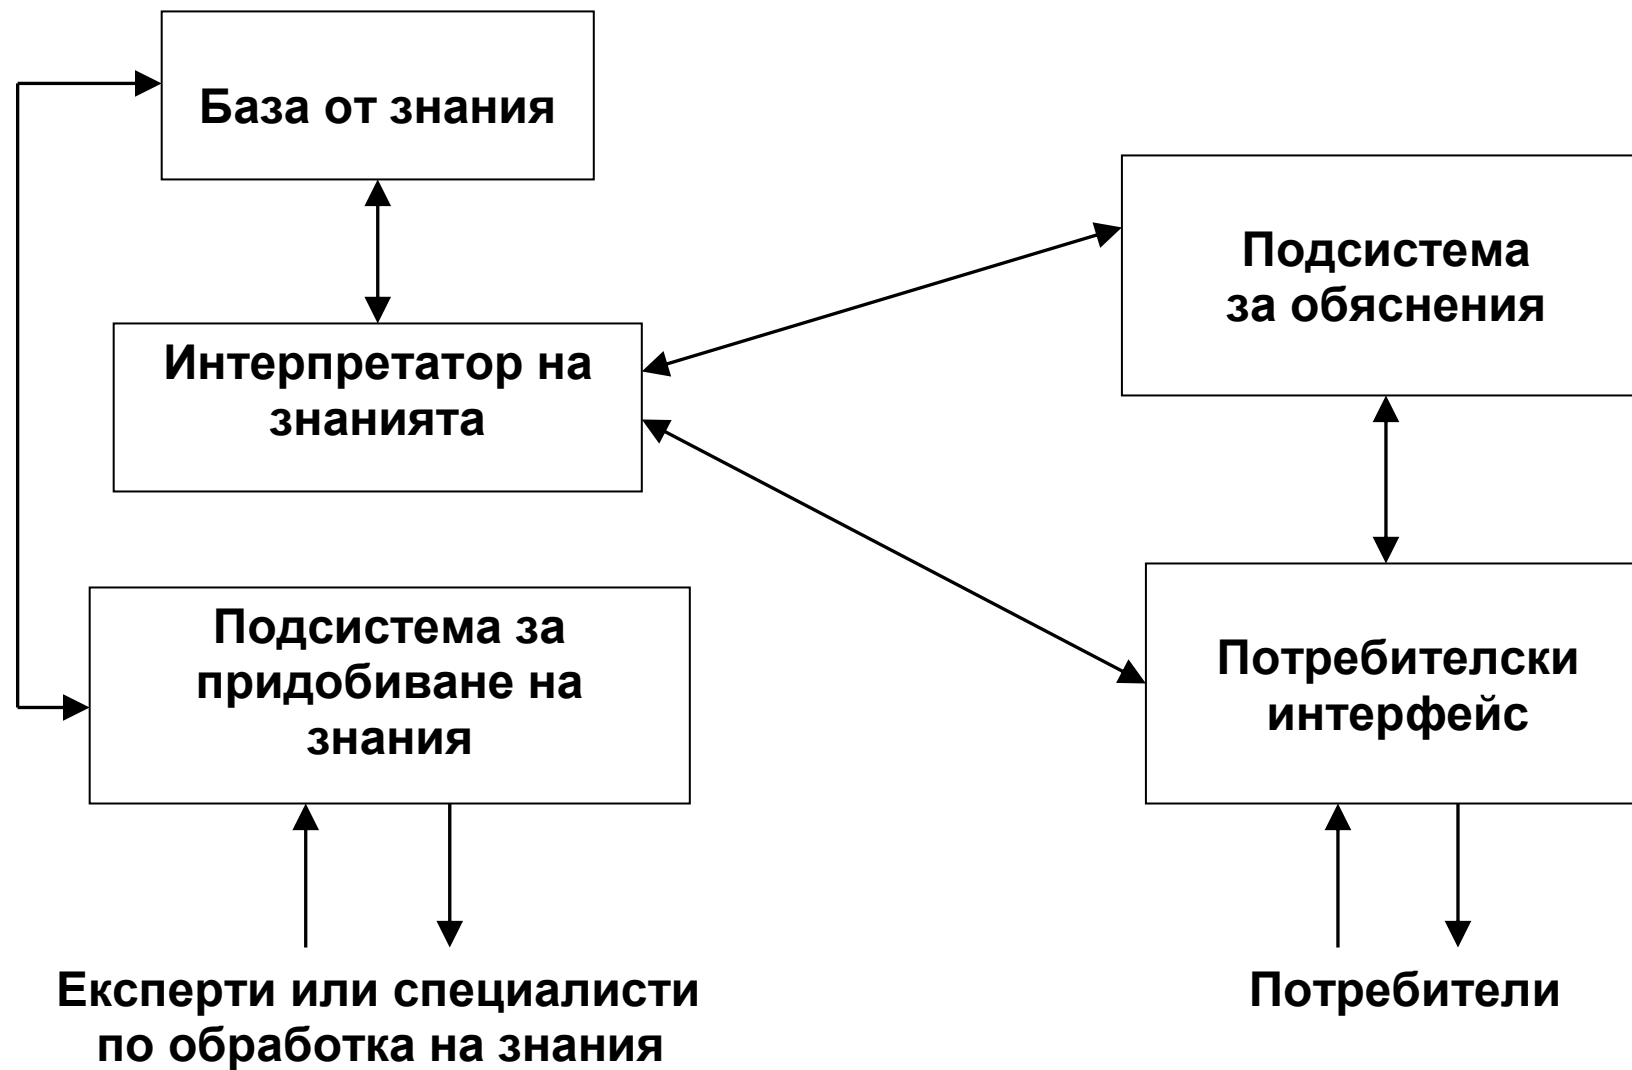 База от знания
Подсистема
за обяснения
Интерпретатор на
знанията
Подсистема за
придобиване на
знания
Потребителски
интерфейс
Експерти или специалисти
по обработка на знания
Потребители